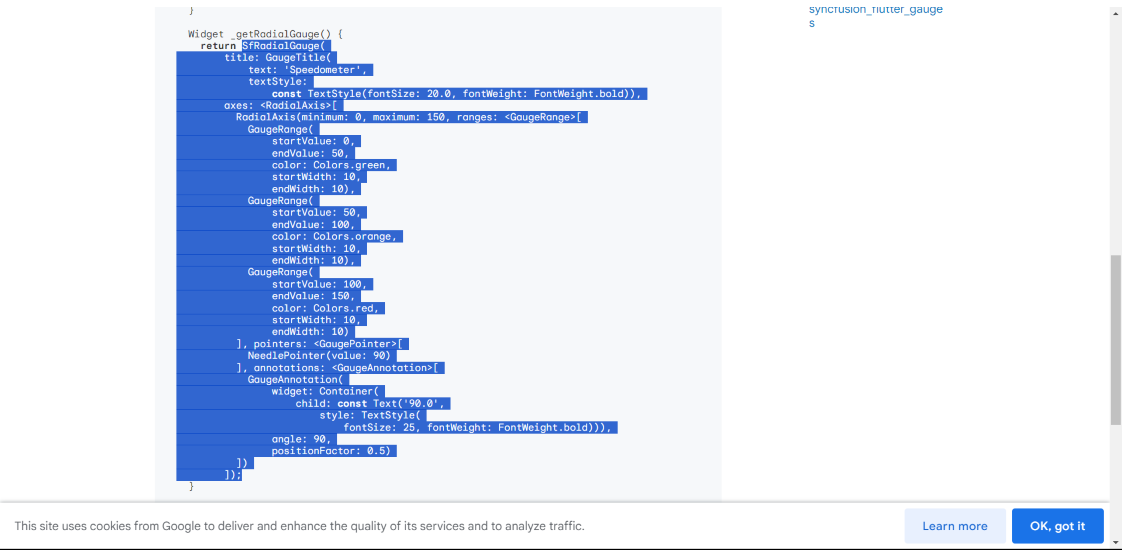 }
syncfusion_flutter_gauge
s
Widget _getRadialGauge() {
return SfRadialGauge(
title: GaugeTitle(
text: 'Speedometer',
textStyle:
const TextStyle(fontSize: 20.0, fontWeight: FontWeight.bold)),
axes: <RadialAxis>[
RadialAxis(minimum: 0, maximum: 150, ranges: <GaugeRange>[
GaugeRange(
startValue: 0,
endValue: 50,
color: Colors.green,
startWidth: 10,
endWidth: 10),
GaugeRange(
startValue: 50,
endValue: 100,
color: Colors.orange,
startWidth: 10,
endWidth: 10),
GaugeRange(
startValue: 100,
endValue: 150,
color: Colors.red,
startWidth: 10,
endWidth: 10)
], pointers: <GaugePointer>[
NeedlePointer(value: 90)
], annotations: <GaugeAnnotation>[
GaugeAnnotation(
widget: Container(
child: const Text('90.0',
style: TextStyle(
fontSize: 25, fontWeight: FontWeight.bold))),
angle: 90,
positionFactor: 0.5)
])
]);
}
This site uses cookies from Google to deliver and enhance the quality of its services and to analyze traffic.
Learn more
OK, got it